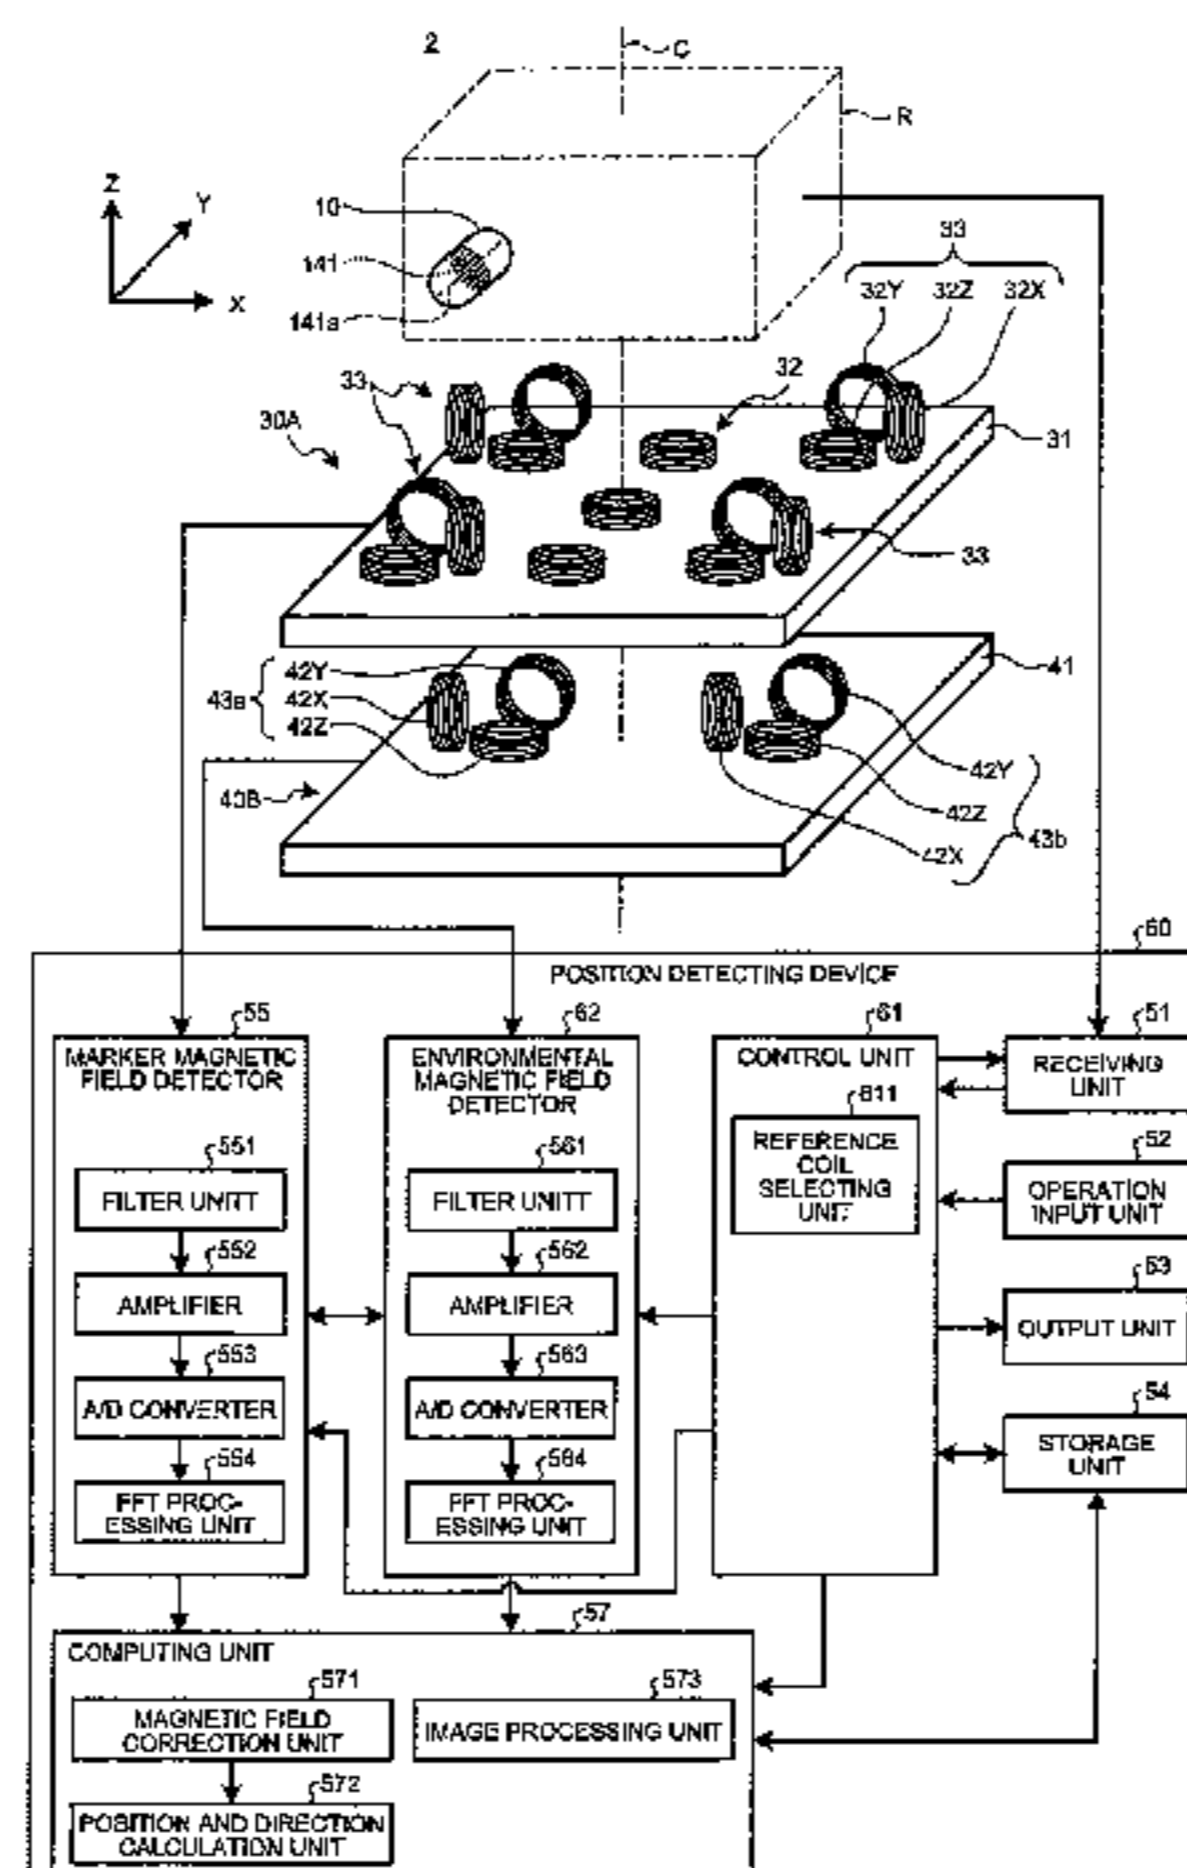 2
C
R
Z
Y
X
10
141
141a
33
32Y 32Z 32X
33
32
30A
31
33
42Y
43a
42X
42Z
41
40B
42Y
42Z
43b
42X
60
POSITION DETECTING DEVICE
55
MARKER MAGNETIC
FIELD DETECTOR
551
FILTER UNITT
552
AMPLIFIER
553
A/D CONVERTER
554
FFT PROC-
ESSING UNIT
62
ENVIRONMENTAL
MAGNETIC FIELD
DETECTOR
561
FILTER UNITT
562
AMPLIFIER
563
A/D CONVERTER
564
FFT PROC-
ESSING UNIT
61
CONTROL UNIT
611
REFERENCE
COIL
SELECTING
UNIT
51
RECEIVING
UNIT
52
OPERATION
INPUT UNIT
53
OUTPUT UNIT
54
STORAGE
UNIT
57
COMPUTING UNIT
571
MAGNETIC FIELD
CORRECTION UNIT
573
IMAGE PROCESSING UNIT
572
POSITION AND DIRECTION
CALCULATION UNIT